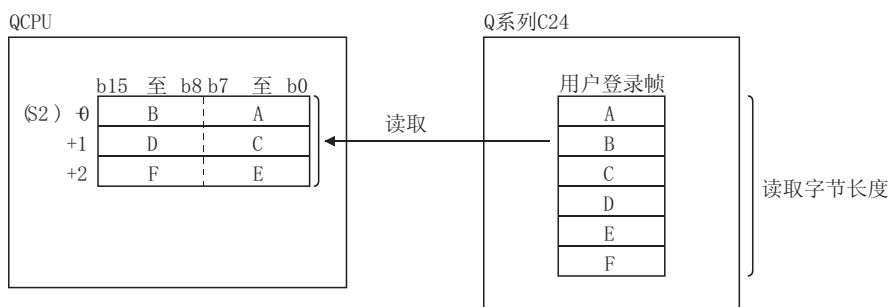 QCPU
Q系列C24
b15 至 b8 b7 至 b0
用户登录帧
(S2) +0 B A
A
读取
+1 D C
B
+2 F E
C
D
E
F
读取字节长度